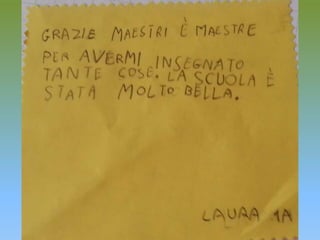 GRAZIE MAESTRI È MAESTRE
PER AVERMI INSEGNATO
TANTE COSE. LA SCUOLA È
STATA MOLTO BELLA.
LAURA 1A